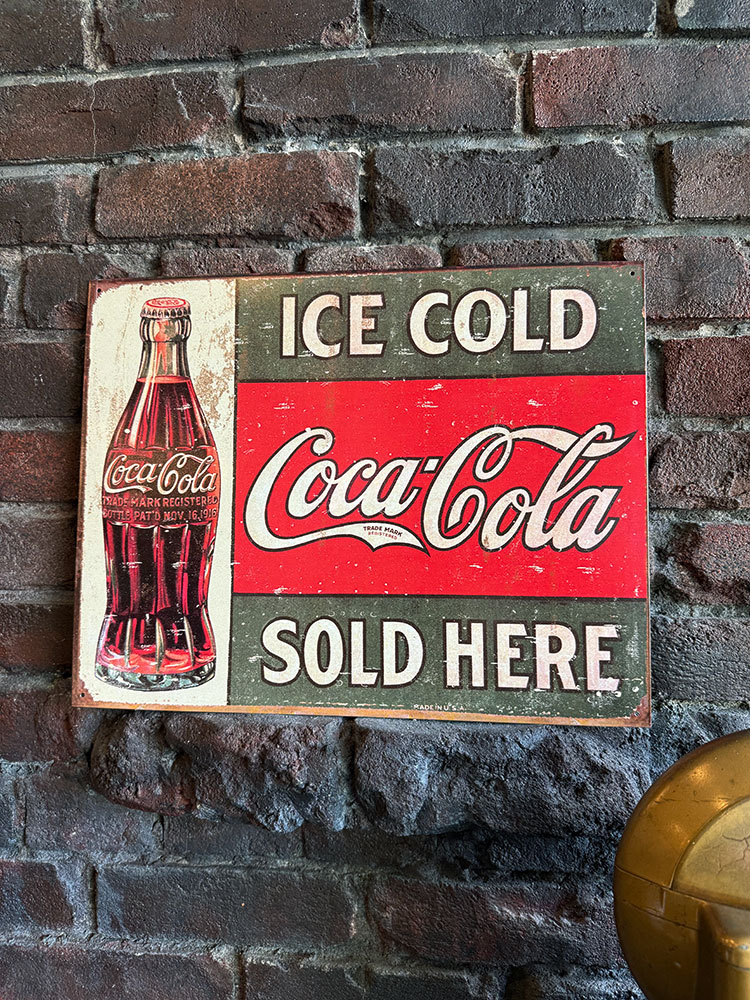 Coca-Cola
TRADE-MARK REGISTERED
BOTTLE PAT'D NOV. 16, 1916
ICE COLD
Coca-Cola
TRADE MARK
REGISTERED
SOLD HERE
MADE IN U.S.A.